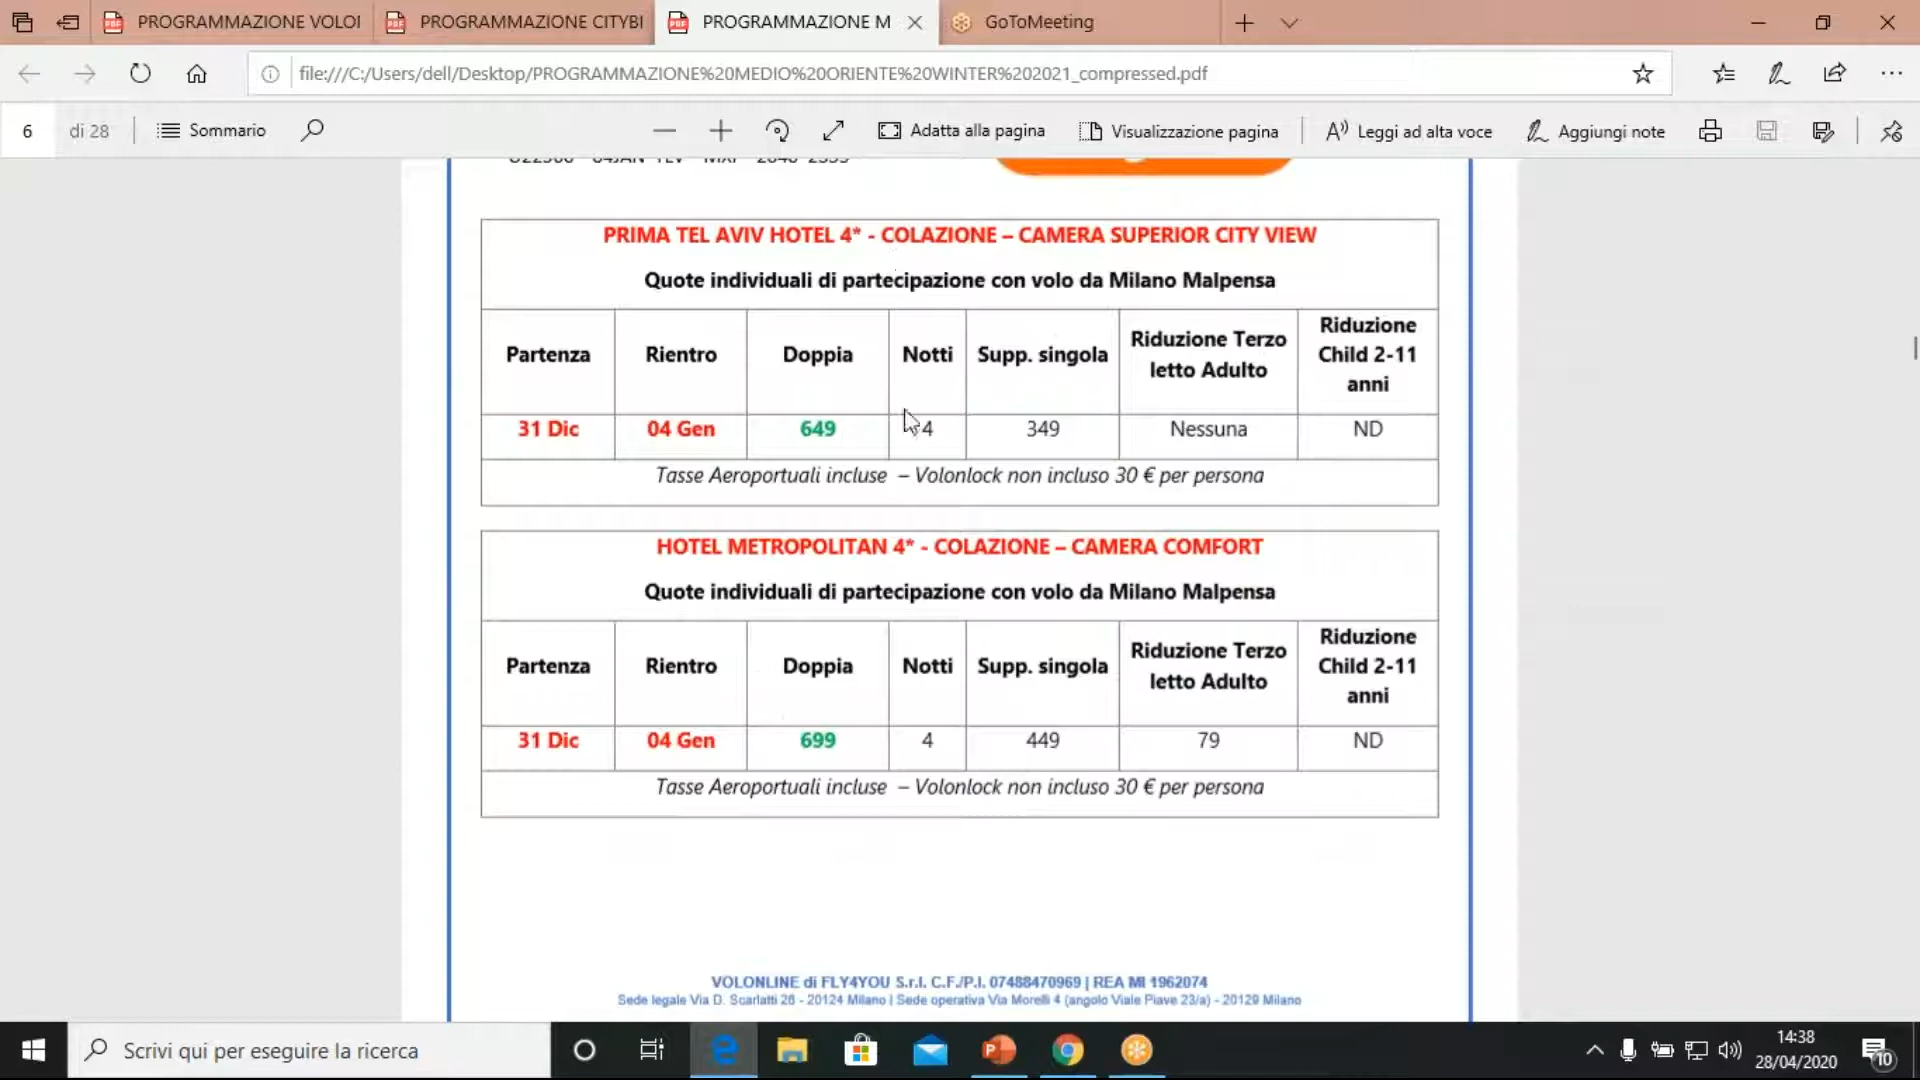 PROGRAMMAZIONE VOLOI
PROGRAMMAZIONE CITYBI
PROGRAMMAZIONE M
GoToMeeting
file:///C:/Users/dell/Desktop/PROGRAMMAZIONE%20MEDIO%20ORIENTE%20WINTER%202021_compressed.pdf
6 di 28
Sommario
Adatta alla pagina
Visualizzazione pagina
Leggi ad alta voce
Aggiungi note
PRIMA TEL AVIV HOTEL 4* - COLAZIONE – CAMERA SUPERIOR CITY VIEW
Quote individuali di partecipazione con volo da Milano Malpensa
Partenza Rientro Doppia Notti Supp. singola Riduzione Terzo letto Adulto Riduzione Child 2-11 anni
31 Dic 04 Gen 649 4 349 Nessuna ND
Tasse Aeroportuali incluse – Volonlock non incluso 30 € per persona
HOTEL METROPOLITAN 4* - COLAZIONE – CAMERA COMFORT
Quote individuali di partecipazione con volo da Milano Malpensa
Partenza Rientro Doppia Notti Supp. singola Riduzione Terzo letto Adulto Riduzione Child 2-11 anni
31 Dic 04 Gen 699 4 449 79 ND
Tasse Aeroportuali incluse – Volonlock non incluso 30 € per persona
VOLONLINE di FLY4YOU S.r.l. C.F./P.I. 07488470969 | REA MI 1962074
Sede legale Via D. Scarlatti 26 - 20124 Milano | Sede operativa Via Morelli 4 (angolo Viale Piave 23/a) - 20129 Milano
Scrivi qui per eseguire la ricerca
14:38
28/04/2020
10